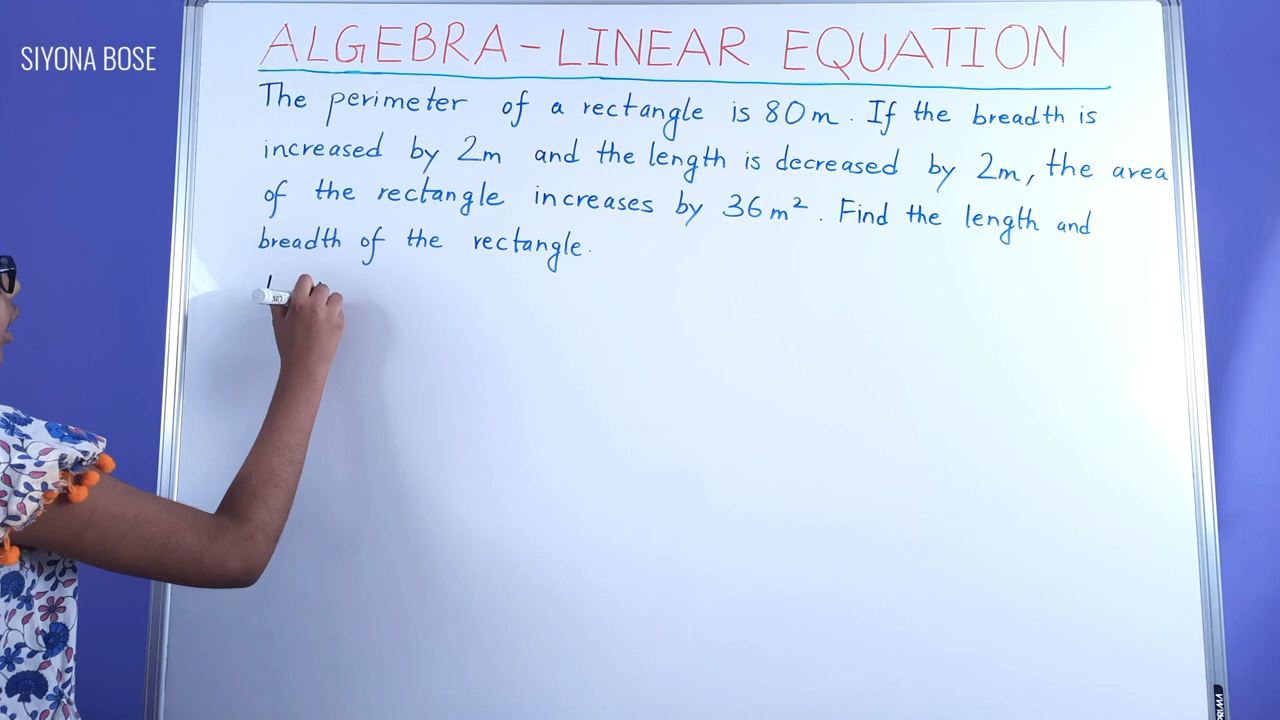 SIYONA BOSE
ALGEBRA - LINEAR EQUATION
The perimeter of a rectangle is 80m. If the breadth is
increased by 2m and the length is decreased by 2m, the area
of the rectangle increases by 36m². Find the length and
breadth of the rectangle.